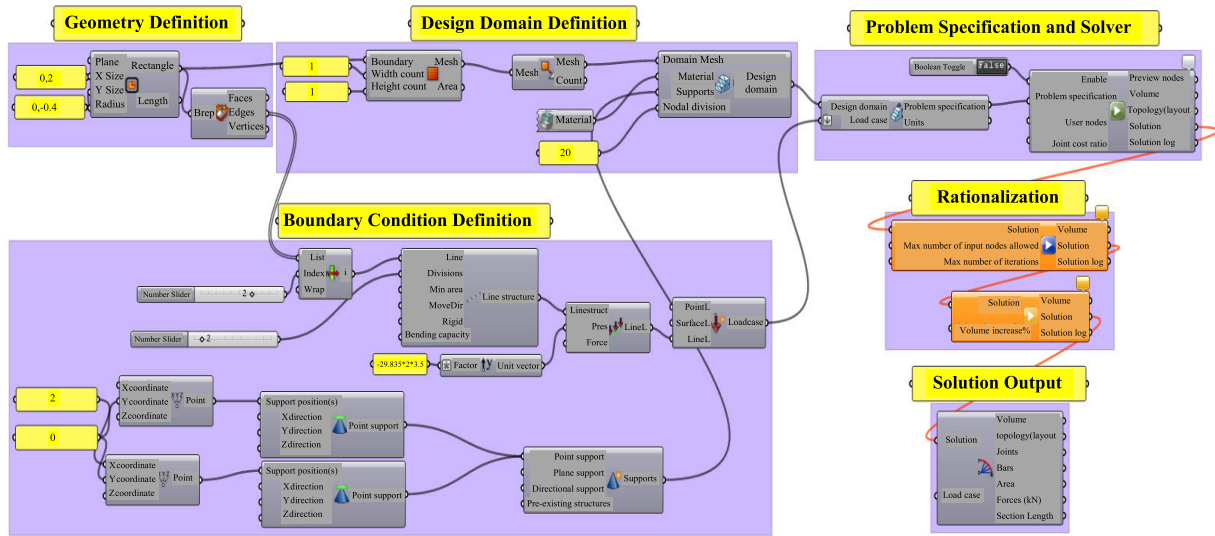 Geometry Definition
Plane
X Size
Y Size
Radius
Rectangle
Length
0,2
0,-0.4
Brep
Faces
Edges
Vertices
Design Domain Definition
1
1
Boundary
Width count
Height count
Mesh
Area
Mesh
Mesh
Count
Material
20
Domain Mesh
Material
Supports
Nodal division
Design
domain
Problem Specification and Solver
Boolean Toggle
False
Design domain
Load case
Problem specification
Units
Enable
Problem specification
User nodes
Joint cost ratio
Preview nodes
Volume
Topology(layout
Solution
Solution log
Boundary Condition Definition
Number Slider
2
Number Slider
2
List
Index
Wrap
i
Line
Divisions
Min area
MoveDir
Rigid
Bending capacity
Line structure
-29.835*2*3.5
Factor
Unit vector
Linestruct
Pres
Force
LineL
PointL
SurfaceL
LineL
Loadcase
2
0
Xcoordinate
Ycoordinate
Zcoordinate
Point
Xcoordinate
Ycoordinate
Zcoordinate
Point
Support position(s)
Xdirection
Ydirection
Zdirection
Point support
Support position(s)
Xdirection
Ydirection
Zdirection
Point support
Point support
Plane support
Directional support
Pre-existing structures
Supports
Rationalization
Solution
Max number of input nodes allowed
Max number of iterations
Volume
Solution
Solution log
Solution
Volume increase%
Volume
Solution
Solution log
Solution Output
Solution
Load case
Volume
topology(layout
Joints
Bars
Area
Forces (kN)
Section Length